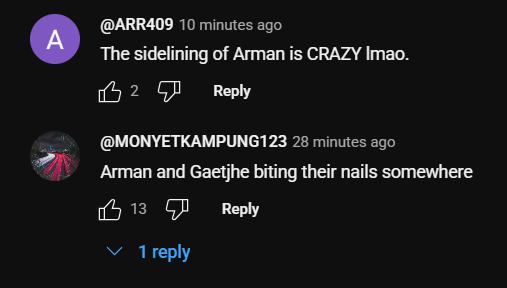 A
@ARR409 10 minutes ago
The sidelining of Arman is CRAZY lmao.
2 Reply
@MONYETKAMPUNG123 28 minutes ago
Arman and Gaetjhe biting their nails somewhere
13 Reply
1 reply